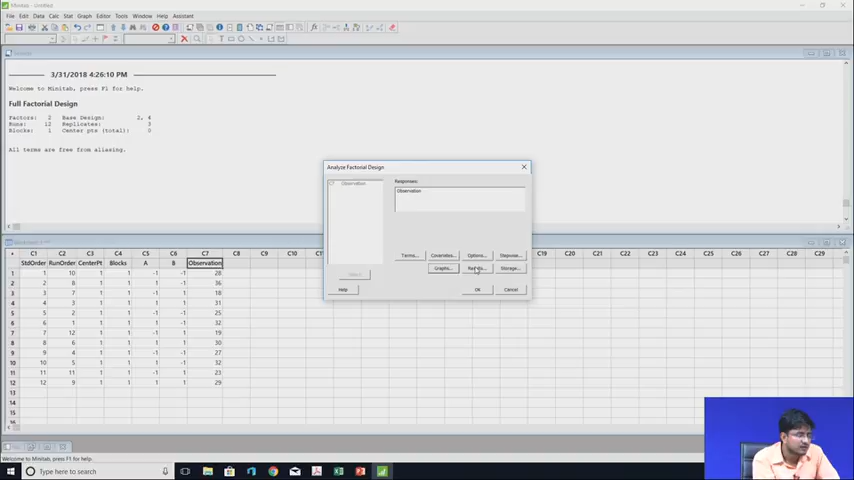 Minitab - Untitled
File Edit Data Calc Stat Graph Editor Tools Window Help Assistant
3/31/2018 4:26:10 PM
Welcome to Minitab, press F1 for help.
Full Factorial Design
Factors: 2 Base Design: 2, 4
Runs: 12 Replicates: 3
Blocks: 1 Center pts (total): 0
All terms are free from aliasing.
Analyze Factorial Design
Observation
Responses:
Observation
Terms... Covariates... Options... Stepwise...
Graphs... Results... Storage...
Select
Help OK Cancel
C1 C2 C3 C4 C5 C6 C7 C8 C9 C10 C11 C12 C20 C21 C22 C23 C24 C25 C26 C27 C28 C29
StdOrder RunOrder CenterPt Blocks A B Observation
1 1 10 1 1 -1 -1 28
2 2 8 1 1 1 -1 36
3 3 7 1 1 -1 1 18
4 4 3 1 1 1 1 31
5 5 2 1 1 -1 -1 25
6 6 1 1 1 1 -1 32
7 7 12 1 1 -1 1 19
8 8 6 1 1 1 1 30
9 9 4 1 1 -1 -1 27
10 10 5 1 1 1 -1 32
11 11 11 1 1 -1 1 23
12 12 9 1 1 1 1 29
13
14
15
16
Welcome to Minitab, press F1 for help.
Type here to search